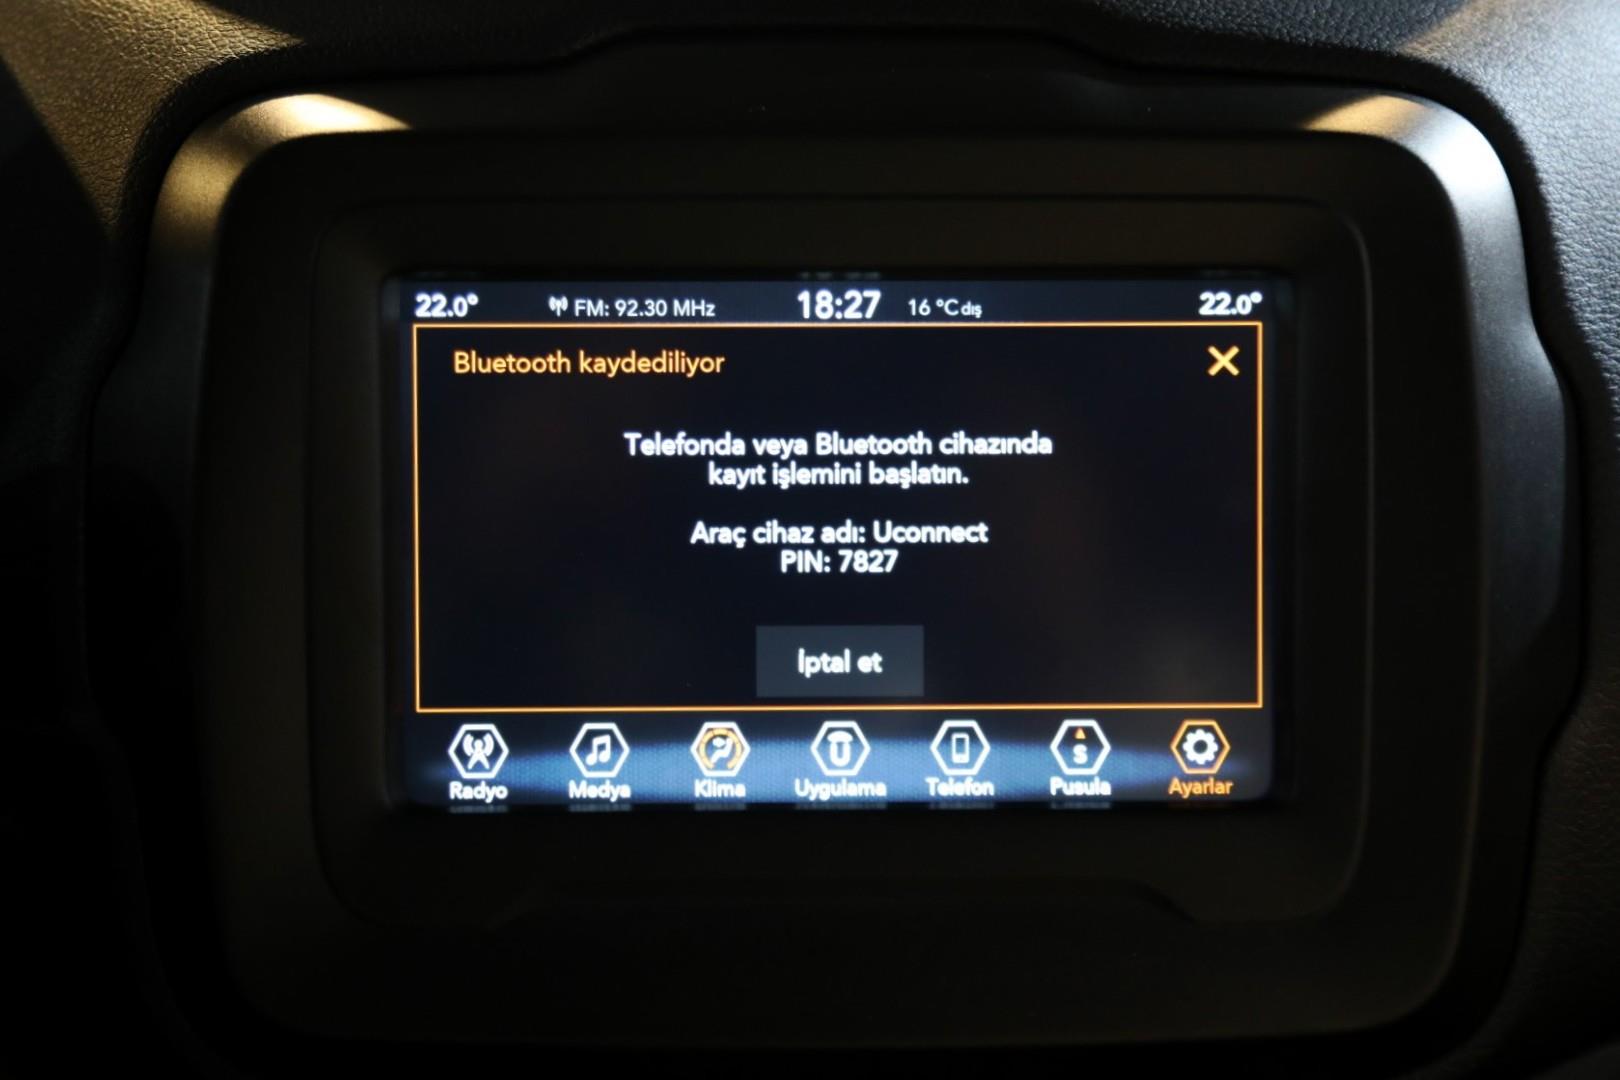 22.0° FM: 92.30 MHz 18:27 16 °C dış 22.0°
Bluetooth kaydediliyor
Telefonda veya Bluetooth cihazında
kayıt işlemini başlatın.
Araç cihaz adı: Uconnect
PIN: 7827
İptal et
S
Radyo Medya Klima Uygulama Telefon Pusula Ayarlar